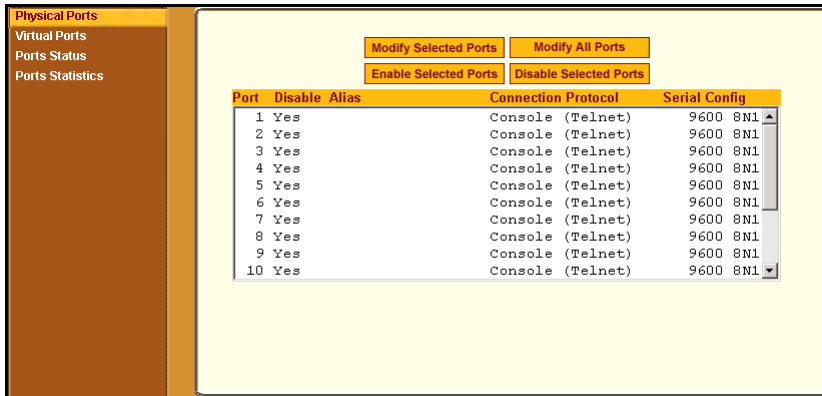 Physical Ports
Virtual Ports
Ports Status
Ports Statistics
Modify Selected Ports Modify All Ports
Enable Selected Ports Disable Selected Ports
Port Disable Alias Connection Protocol Serial Config
1 Yes Console (Telnet) 9600 8N1
2 Yes Console (Telnet) 9600 8N1
3 Yes Console (Telnet) 9600 8N1
4 Yes Console (Telnet) 9600 8N1
5 Yes Console (Telnet) 9600 8N1
6 Yes Console (Telnet) 9600 8N1
7 Yes Console (Telnet) 9600 8N1
8 Yes Console (Telnet) 9600 8N1
9 Yes Console (Telnet) 9600 8N1
10 Yes Console (Telnet) 9600 8N1